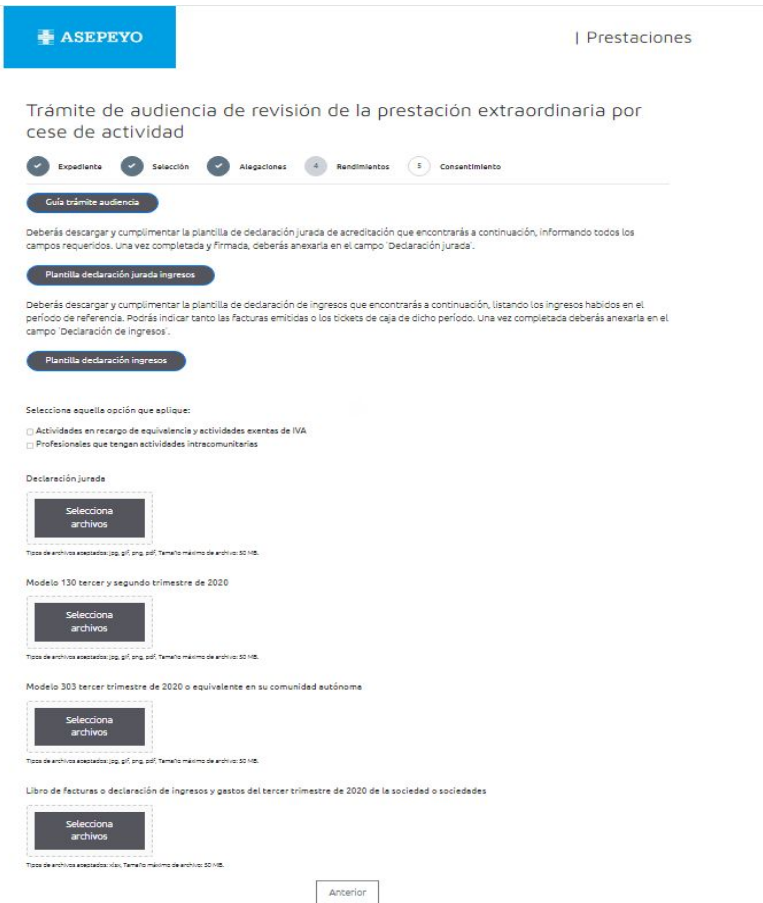 ASEPEYO
| Prestaciones
Trámite de audiencia de revisión de la prestación extraordinaria por
cese de actividad
Expediente Selección Alegaciones 4 Rendimientos 5 Consentimiento
Guía trámite audiencia
Deberás descargar y cumplimentar la plantilla de declaración jurada de acreditación que encontrarás a continuación, informando todos los
campos requeridos. Una vez completada y firmada, deberás anexarla en el campo 'Declaración jurada'.
Plantilla declaración jurada ingresos
Deberás descargar y cumplimentar la plantilla de declaración de ingresos que encontrarás a continuación, listando los ingresos habidos en el
período de referencia. Podrás indicar tanto las facturas emitidas o los tickets de caja de dicho período. Una vez completada deberás anexarla en el
campo 'Declaración de ingresos'.
Plantilla declaración ingresos
Selecciona aquella opción que aplique:
Actividades en recargo de equivalencia y actividades exentas de IVA
Profesionales que tengan actividades intracomunitarias
Declaración jurada
Selecciona
archivos
Tipos de archivos aceptados: jpg, gif, png, pdf, Tamaño máximo de archivo: 50 MB.
Modelo 130 tercer y segundo trimestre de 2020
Selecciona
archivos
Tipos de archivos aceptados: jpg, gif, png, pdf, Tamaño máximo de archivo: 50 MB.
Modelo 303 tercer trimestre de 2020 o equivalente en su comunidad autónoma
Selecciona
archivos
Tipos de archivos aceptados: jpg, gif, png, pdf, Tamaño máximo de archivo: 50 MB.
Libro de facturas o declaración de ingresos y gastos del tercer trimestre de 2020 de la sociedad o sociedades
Selecciona
archivos
Tipos de archivos aceptados: xlsx, Tamaño máximo de archivo: 50 MB.
Anterior